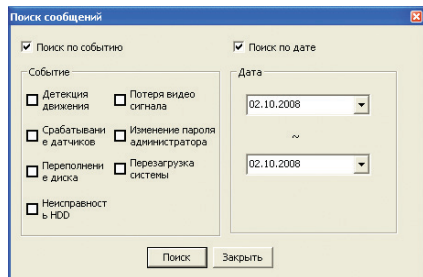 Поиск сообщений
Поиск по событию
Поиск по дате
Событие
Детекция
движения
Потеря видео
сигнала
Срабатывани
е датчиков
Изменение пароля
администратора
Переполнени
е диска
Перезагрузка
системы
Неисправност
ь HDD
Дата
02.10.2008
~
02.10.2008
Поиск
Закрыть